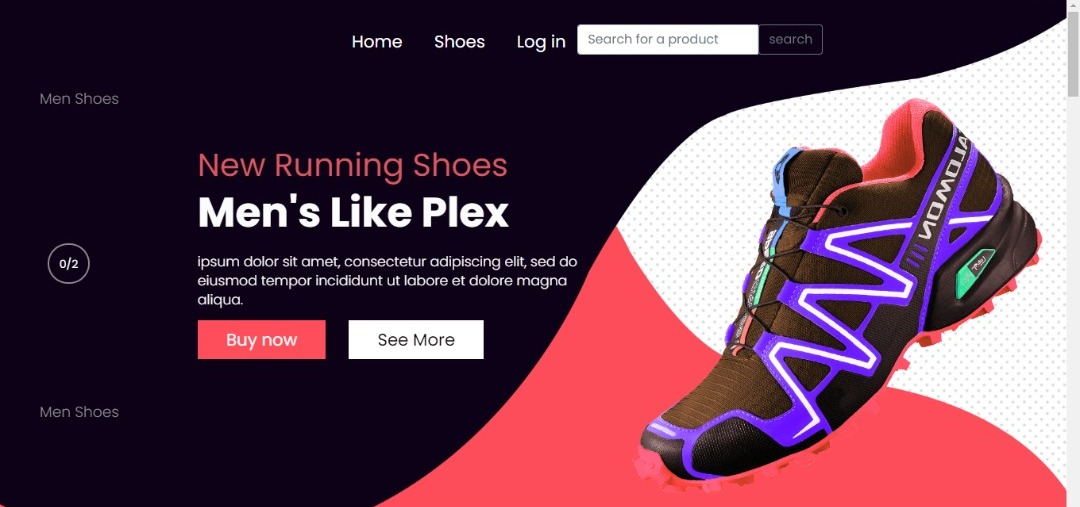 Home Shoes Log in Search for a product search
Men Shoes
New Running Shoes
Men's Like Plex
0/2
ipsum dolor sit amet, consectetur adipiscing elit, sed do
eiusmod tempor incididunt ut labore et dolore magna
aliqua.
Buy now See More
Men Shoes
SALOMON